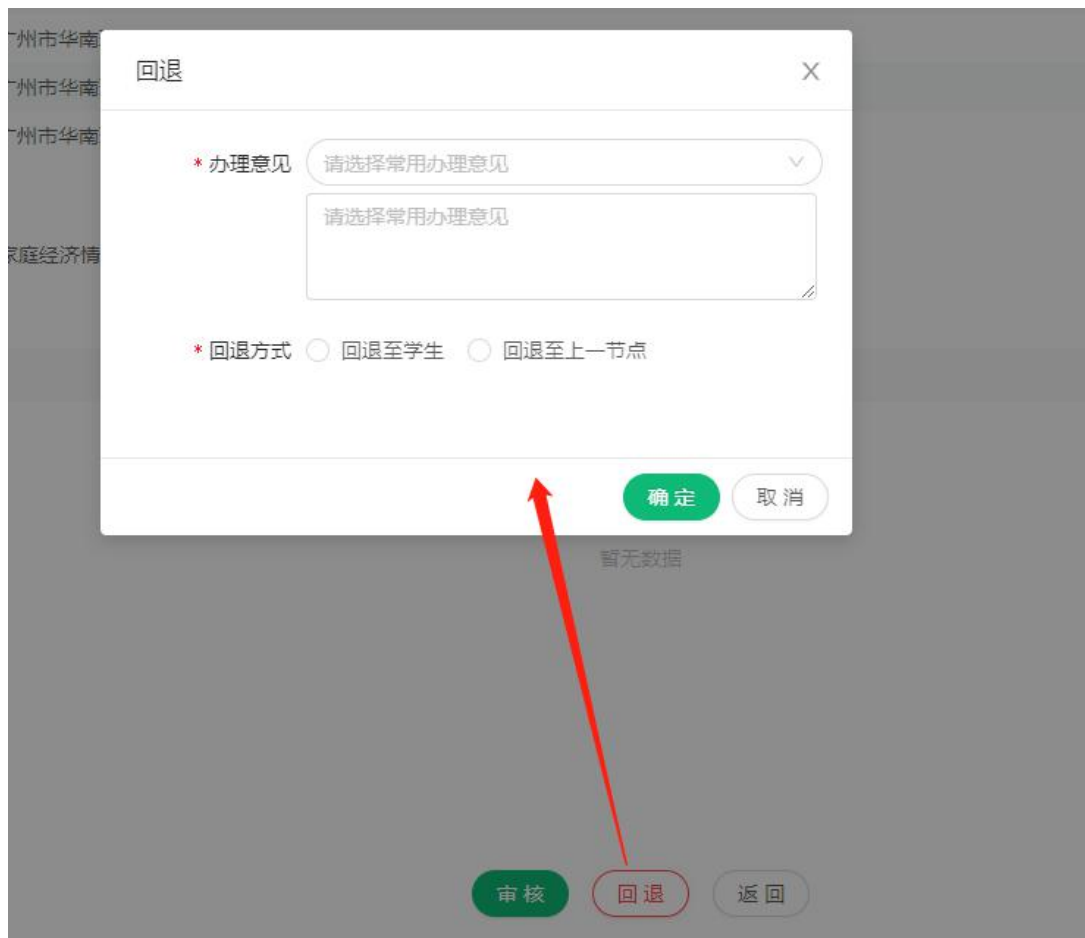 广州市华南
回退
广州市华南
广州市华南
* 办理意见 请选择常用办理意见
请选择常用办理意见
家庭经济情
* 回退方式 回退至学生 回退至上一节点
确定 取消
暂无数据
审核 回退 返回